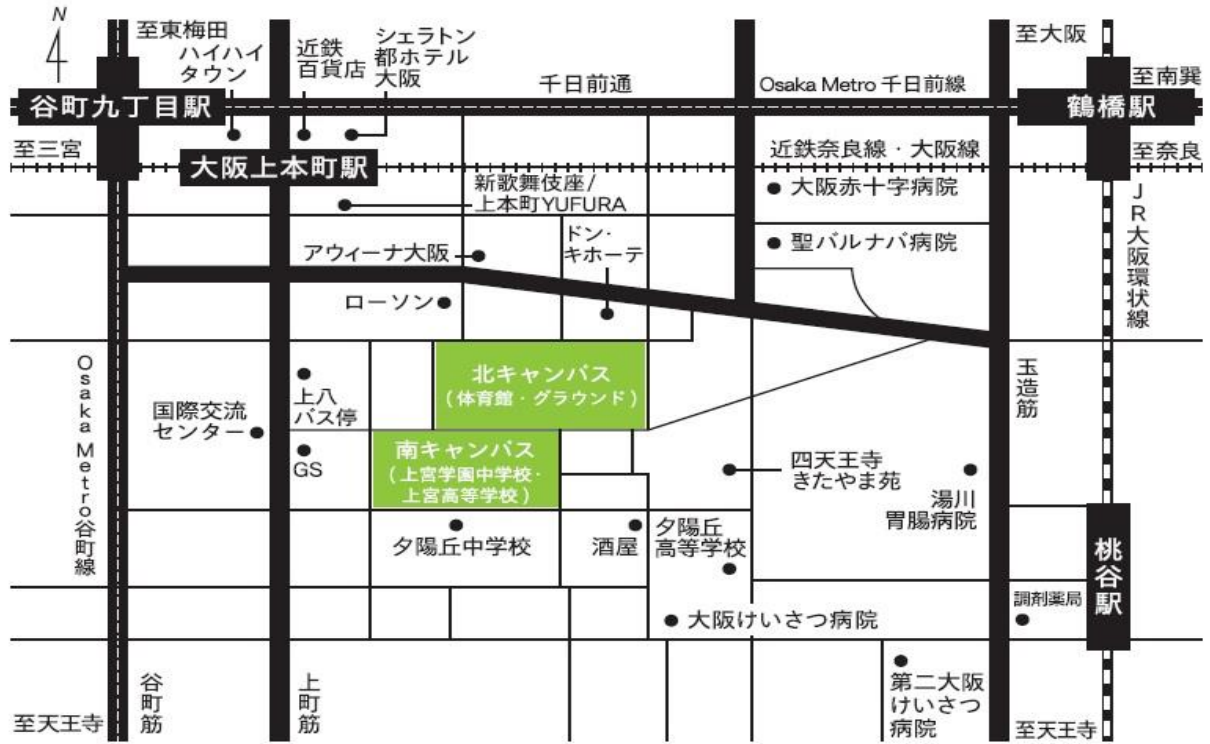 N
至東梅田
ハイハイ
タウン
近鉄
百貨店
シェラトン
都ホテル
大阪
千日前通
Osaka Metro 千日前線
至大阪
至南巽
谷町九丁目駅
鶴橋駅
至三宮
大阪上本町駅
近鉄奈良線・大阪線
至奈良
新歌舞伎座/
上本町YUFURA
大阪赤十字病院
アウィーナ大阪
ドン・
キホーテ
聖バルナバ病院
JR大阪環状線
ローソン
Osaka Metro谷町線
国際交流
センター
上八
バス停
GS
北キャンパス
(体育館・グラウンド)
南キャンパス
(上宮学園中学校・
上宮高等学校)
四天王寺
きたやま苑
湯川
胃腸病院
玉造筋
夕陽丘中学校
酒屋
夕陽丘
高等学校
桃谷駅
調剤薬局
大阪けいさつ病院
第二大阪
けいさつ
病院
至天王寺
谷町筋
上町筋
至天王寺